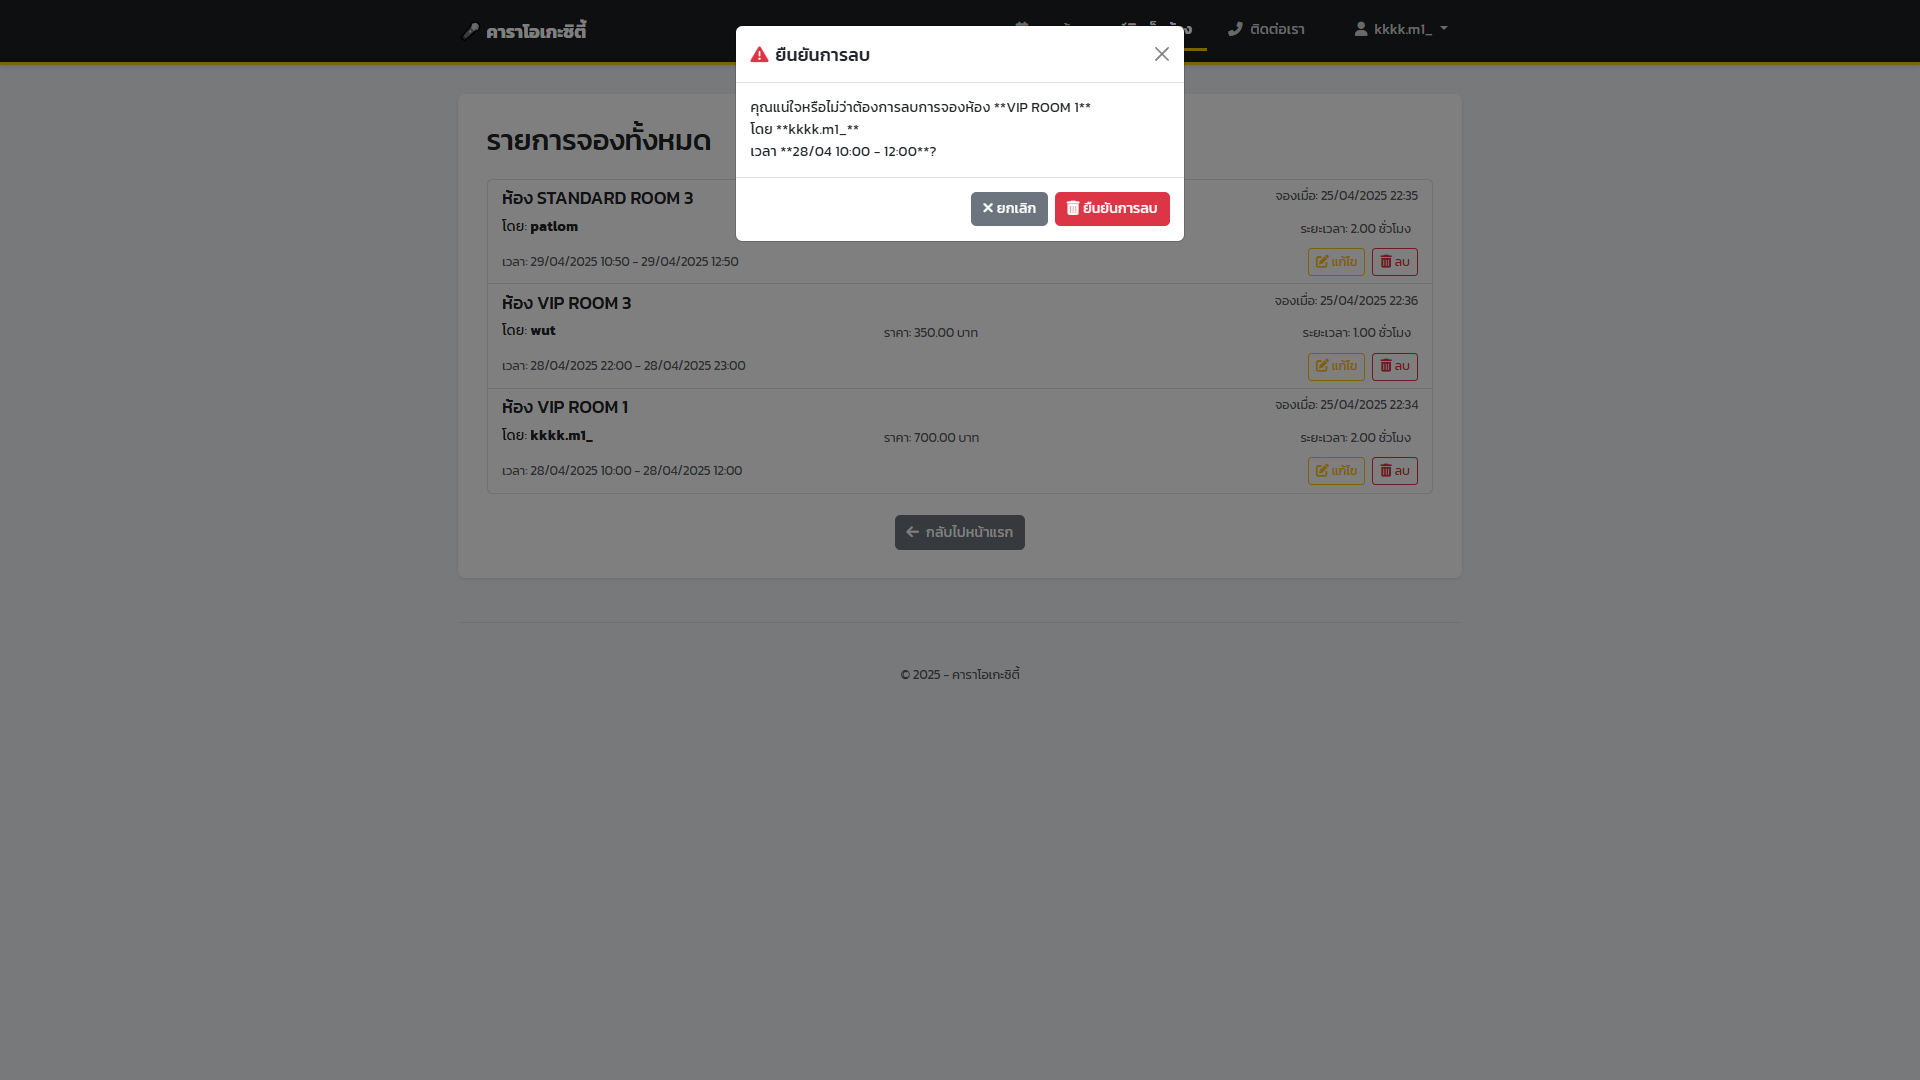 คาราโอเกะซิตี้
ติดต่อเรา
kkkk.m1_
ยืนยันการลบ
คุณแน่ใจหรือไม่ว่าต้องการลบการจองห้อง **VIP ROOM 1**
โดย **kkkk.m1_**
เวลา **28/04 10:00 - 12:00**?
ยกเลิก
ยืนยันการลบ
รายการจองทั้งหมด
ห้อง STANDARD ROOM 3
จองเมื่อ: 25/04/2025 22:35
โดย: patlom
ระยะเวลา: 2.00 ชั่วโมง
เวลา: 29/04/2025 10:50 - 29/04/2025 12:50
แก้ไข
ลบ
ห้อง VIP ROOM 3
จองเมื่อ: 25/04/2025 22:36
โดย: wut
ราคา: 350.00 บาท
ระยะเวลา: 1.00 ชั่วโมง
เวลา: 28/04/2025 22:00 - 28/04/2025 23:00
แก้ไข
ลบ
ห้อง VIP ROOM 1
จองเมื่อ: 25/04/2025 22:34
โดย: kkkk.m1_
ราคา: 700.00 บาท
ระยะเวลา: 2.00 ชั่วโมง
เวลา: 28/04/2025 10:00 - 28/04/2025 12:00
แก้ไข
ลบ
กลับไปหน้าแรก
© 2025 - คาราโอเกะซิตี้